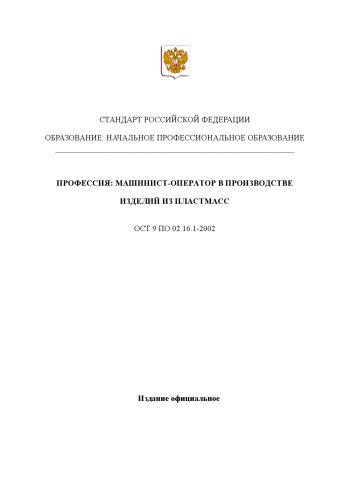 СТАНДАРТ РОССИЙСКОЙ ФЕДЕРАЦИИ
ОБРАЗОВАНИЕ: НАЧАЛЬНОЕ ПРОФЕССИОНАЛЬНОЕ ОБРАЗОВАНИЕ
ПРОФЕССИЯ: МАШИНИСТ-ОПЕРАТОР В ПРОИЗВОДСТВЕ
ИЗДЕЛИЙ ИЗ ПЛАСТМАСС
ОСТ 9 ПО 02.16.1-2002
Издание официальное